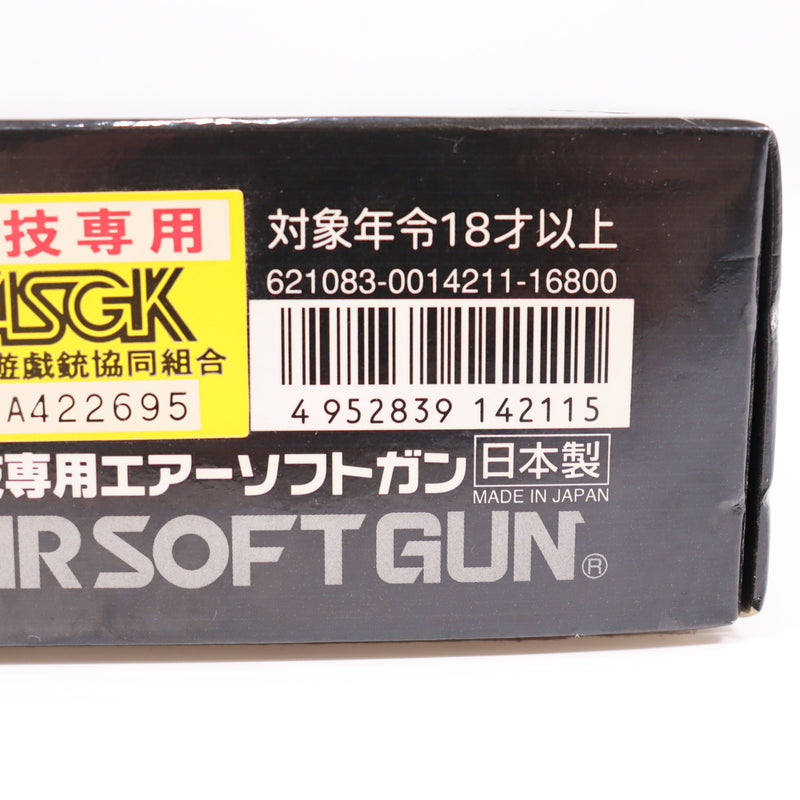 技専用
ASGK
遊戯銃協同組合
A422695
対象年令18才以上
621083-0014211-16800
4 952839 142115
専用エアーソフトガン
日本製
MADE IN JAPAN
SOFT GUN®